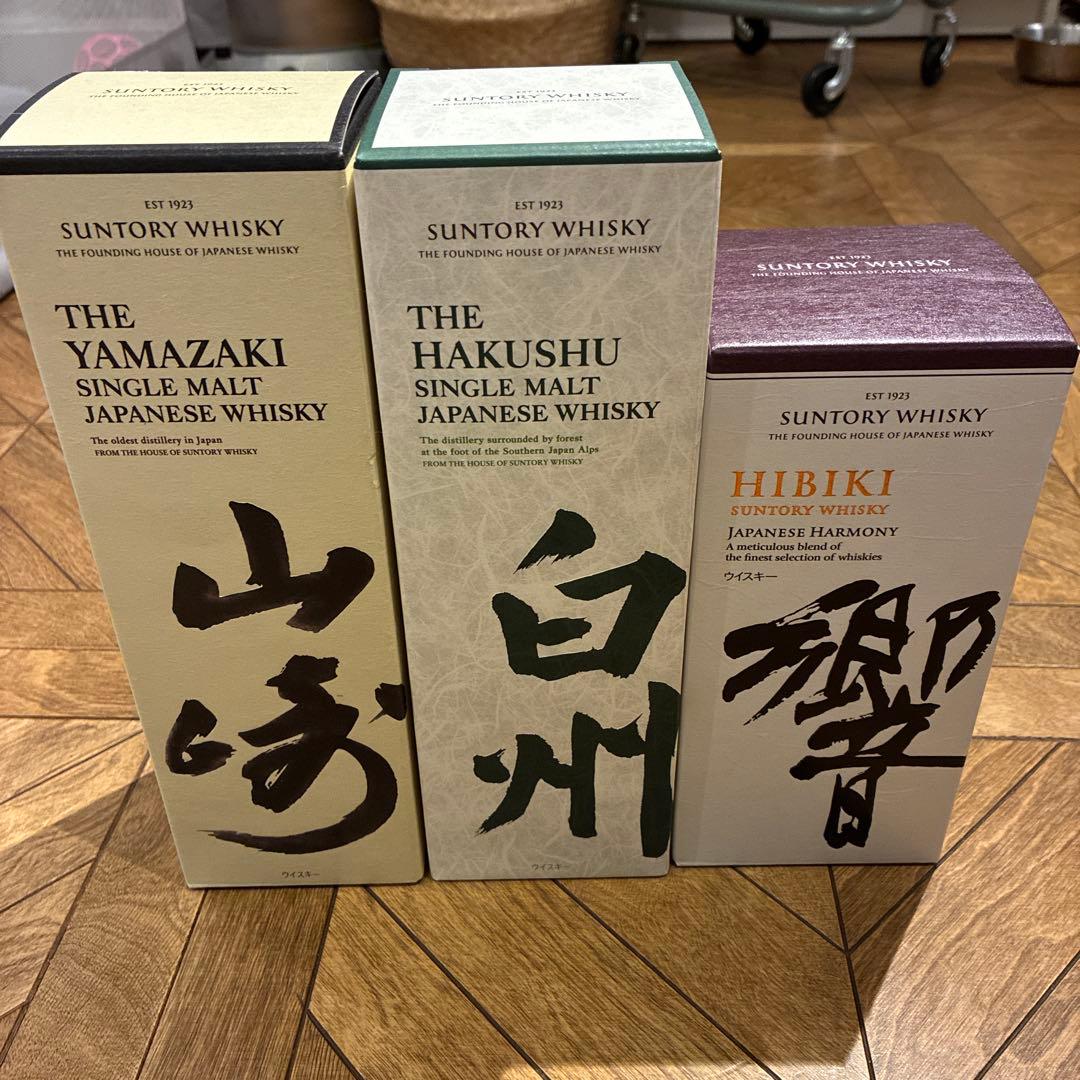 EST 1923
SUNTORY WHISKY
THE FOUNDING HOUSE OF JAPANESE WHISKY
EST 1923
SUNTORY WHISKY
THE FOUNDING HOUSE OF JAPANESE WHISKY
THE
YAMAZAKI
SINGLE MALT
JAPANESE WHISKY
The oldest distillery in Japan
FROM THE HOUSE OF SUNTORY WHISKY
山崎
ウイスキー
EST 1923
SUNTORY WHISKY
THE FOUNDING HOUSE OF JAPANESE WHISKY
EST 1923
SUNTORY WHISKY
THE FOUNDING HOUSE OF JAPANESE WHISKY
THE
HAKUSHU
SINGLE MALT
JAPANESE WHISKY
The distillery surrounded by forest
at the foot of the Southern Japan Alps
FROM THE HOUSE OF SUNTORY WHISKY
白州
ウイスキー
EST 1923
SUNTORY WHISKY
THE FOUNDING HOUSE OF JAPANESE WHISKY
EST 1923
SUNTORY WHISKY
THE FOUNDING HOUSE OF JAPANESE WHISKY
HIBIKI
SUNTORY WHISKY
JAPANESE HARMONY
A meticulous blend of
the finest selection of whiskies
ウイスキー
響